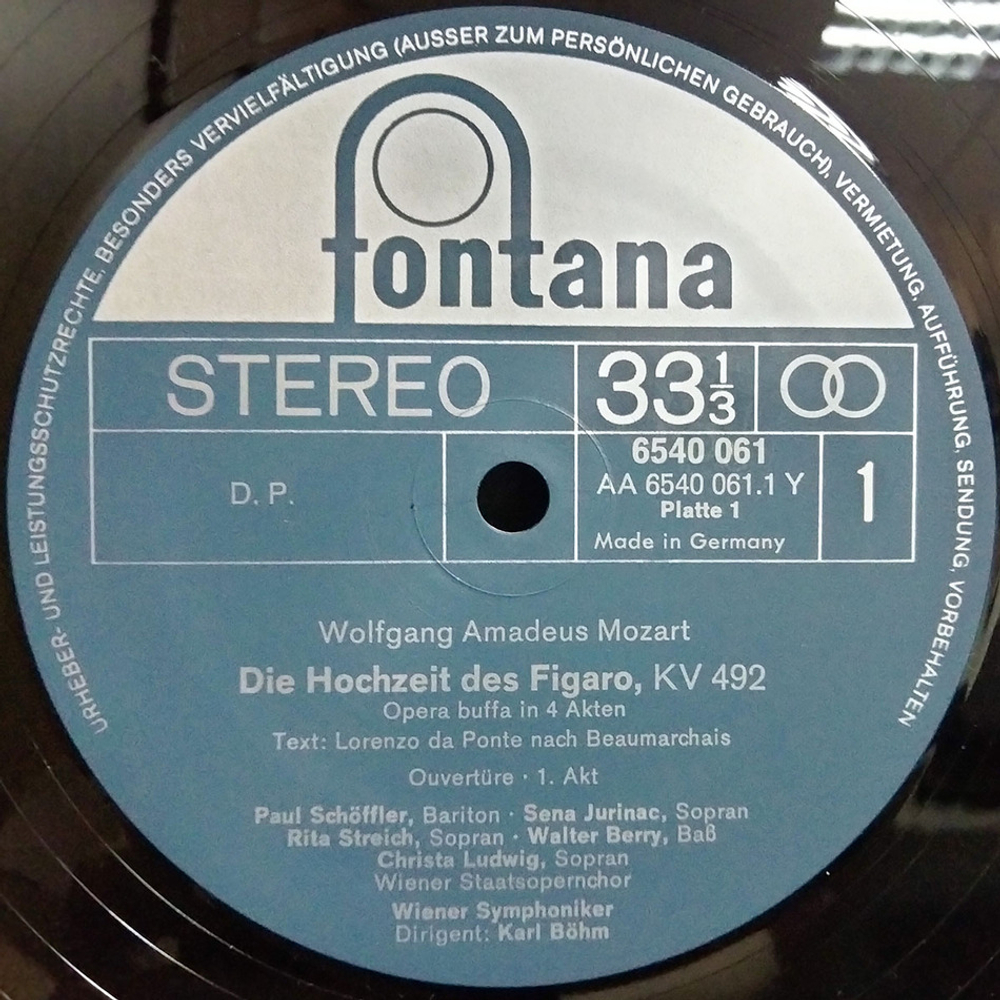 URHEBER- UND LEISTUNGSSCHUTZRECHTE, BESONDERS VERVIELFÄLTIGUNG (AUSSER ZUM PERSÖNLICHEN GEBRAUCH), VERMIETUNG, AUFFÜHRUNG, SENDUNG, VORBEHALTEN
fontana
STEREO
33 1/3
D. P.
6540 061
AA 6540 061.1 Y
Platte 1
Made in Germany
1
Wolfgang Amadeus Mozart
Die Hochzeit des Figaro, KV 492
Opera buffa in 4 Akten
Text: Lorenzo da Ponte nach Beaumarchais
Ouvertüre · 1. Akt
Paul Schöffler, Bariton · Sena Jurinac, Sopran
Rita Streich, Sopran · Walter Berry, Baß
Christa Ludwig, Sopran
Wiener Staatsopernchor
Wiener Symphoniker
Dirigent: Karl Böhm